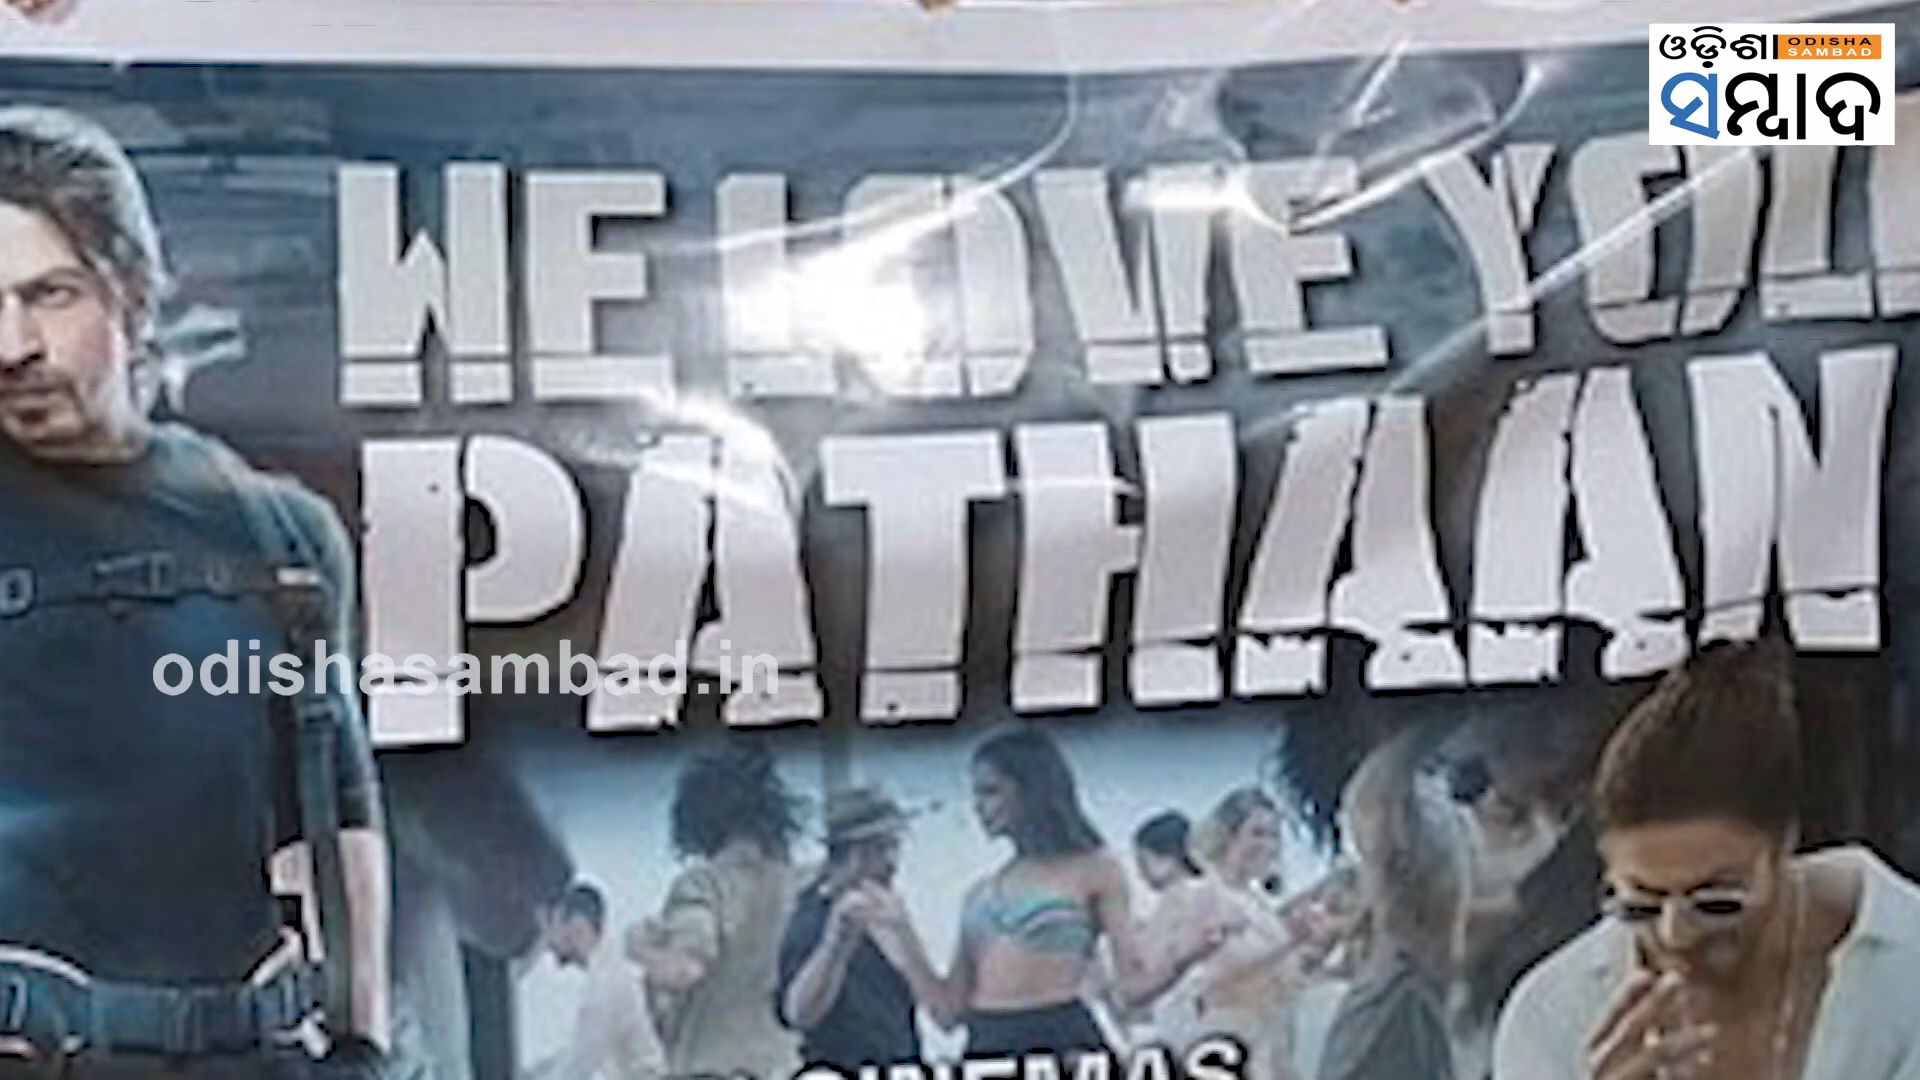 ଓଡ଼ିଶା ODISHA
SAMBAD
ସମ୍ବାଦ
WE LOVE YOU
PATHAAN
odishasambad.in
CINEMAS